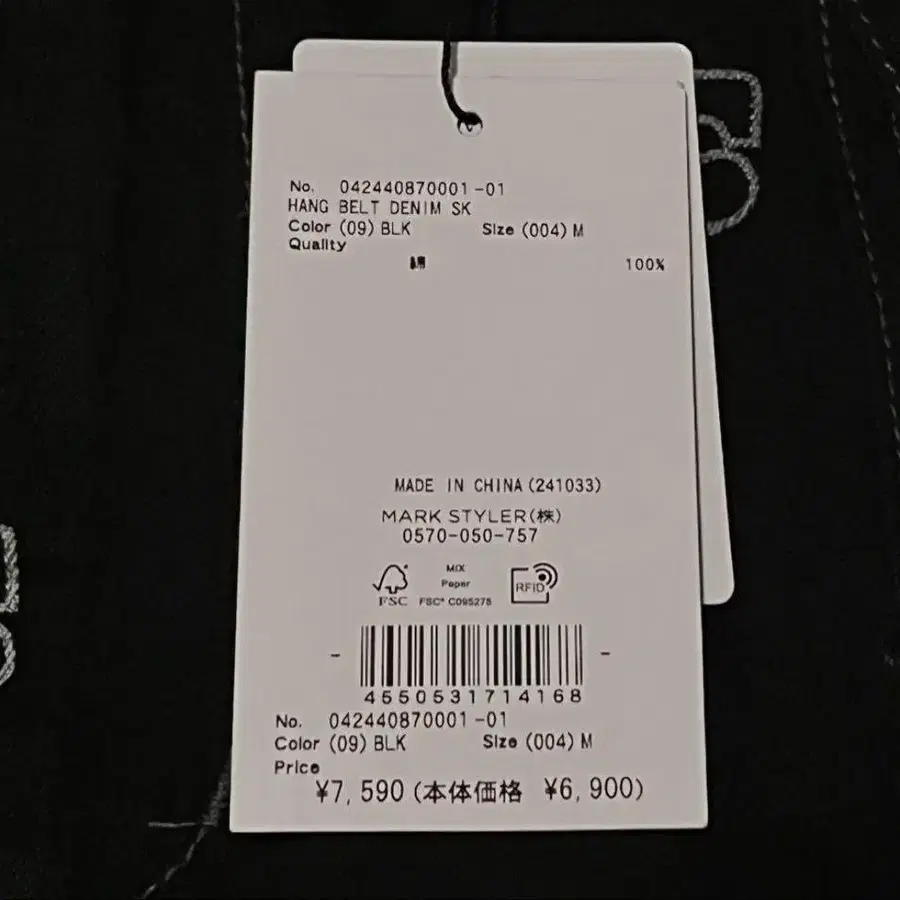 No. 042440870001-01
HANG BELT DENIM SK
Color (09) BLK Size (004) M
Quality
綿 100%
MADE IN CHINA (241033)
MARK STYLER(株)
0570-050-757
MIX
Paper
FSC FSC® C095275
RFID
4550531714168
No. 042440870001-01
Color (09) BLK Size (004) M
Price
¥7,590 (本体価格 ¥6,900)